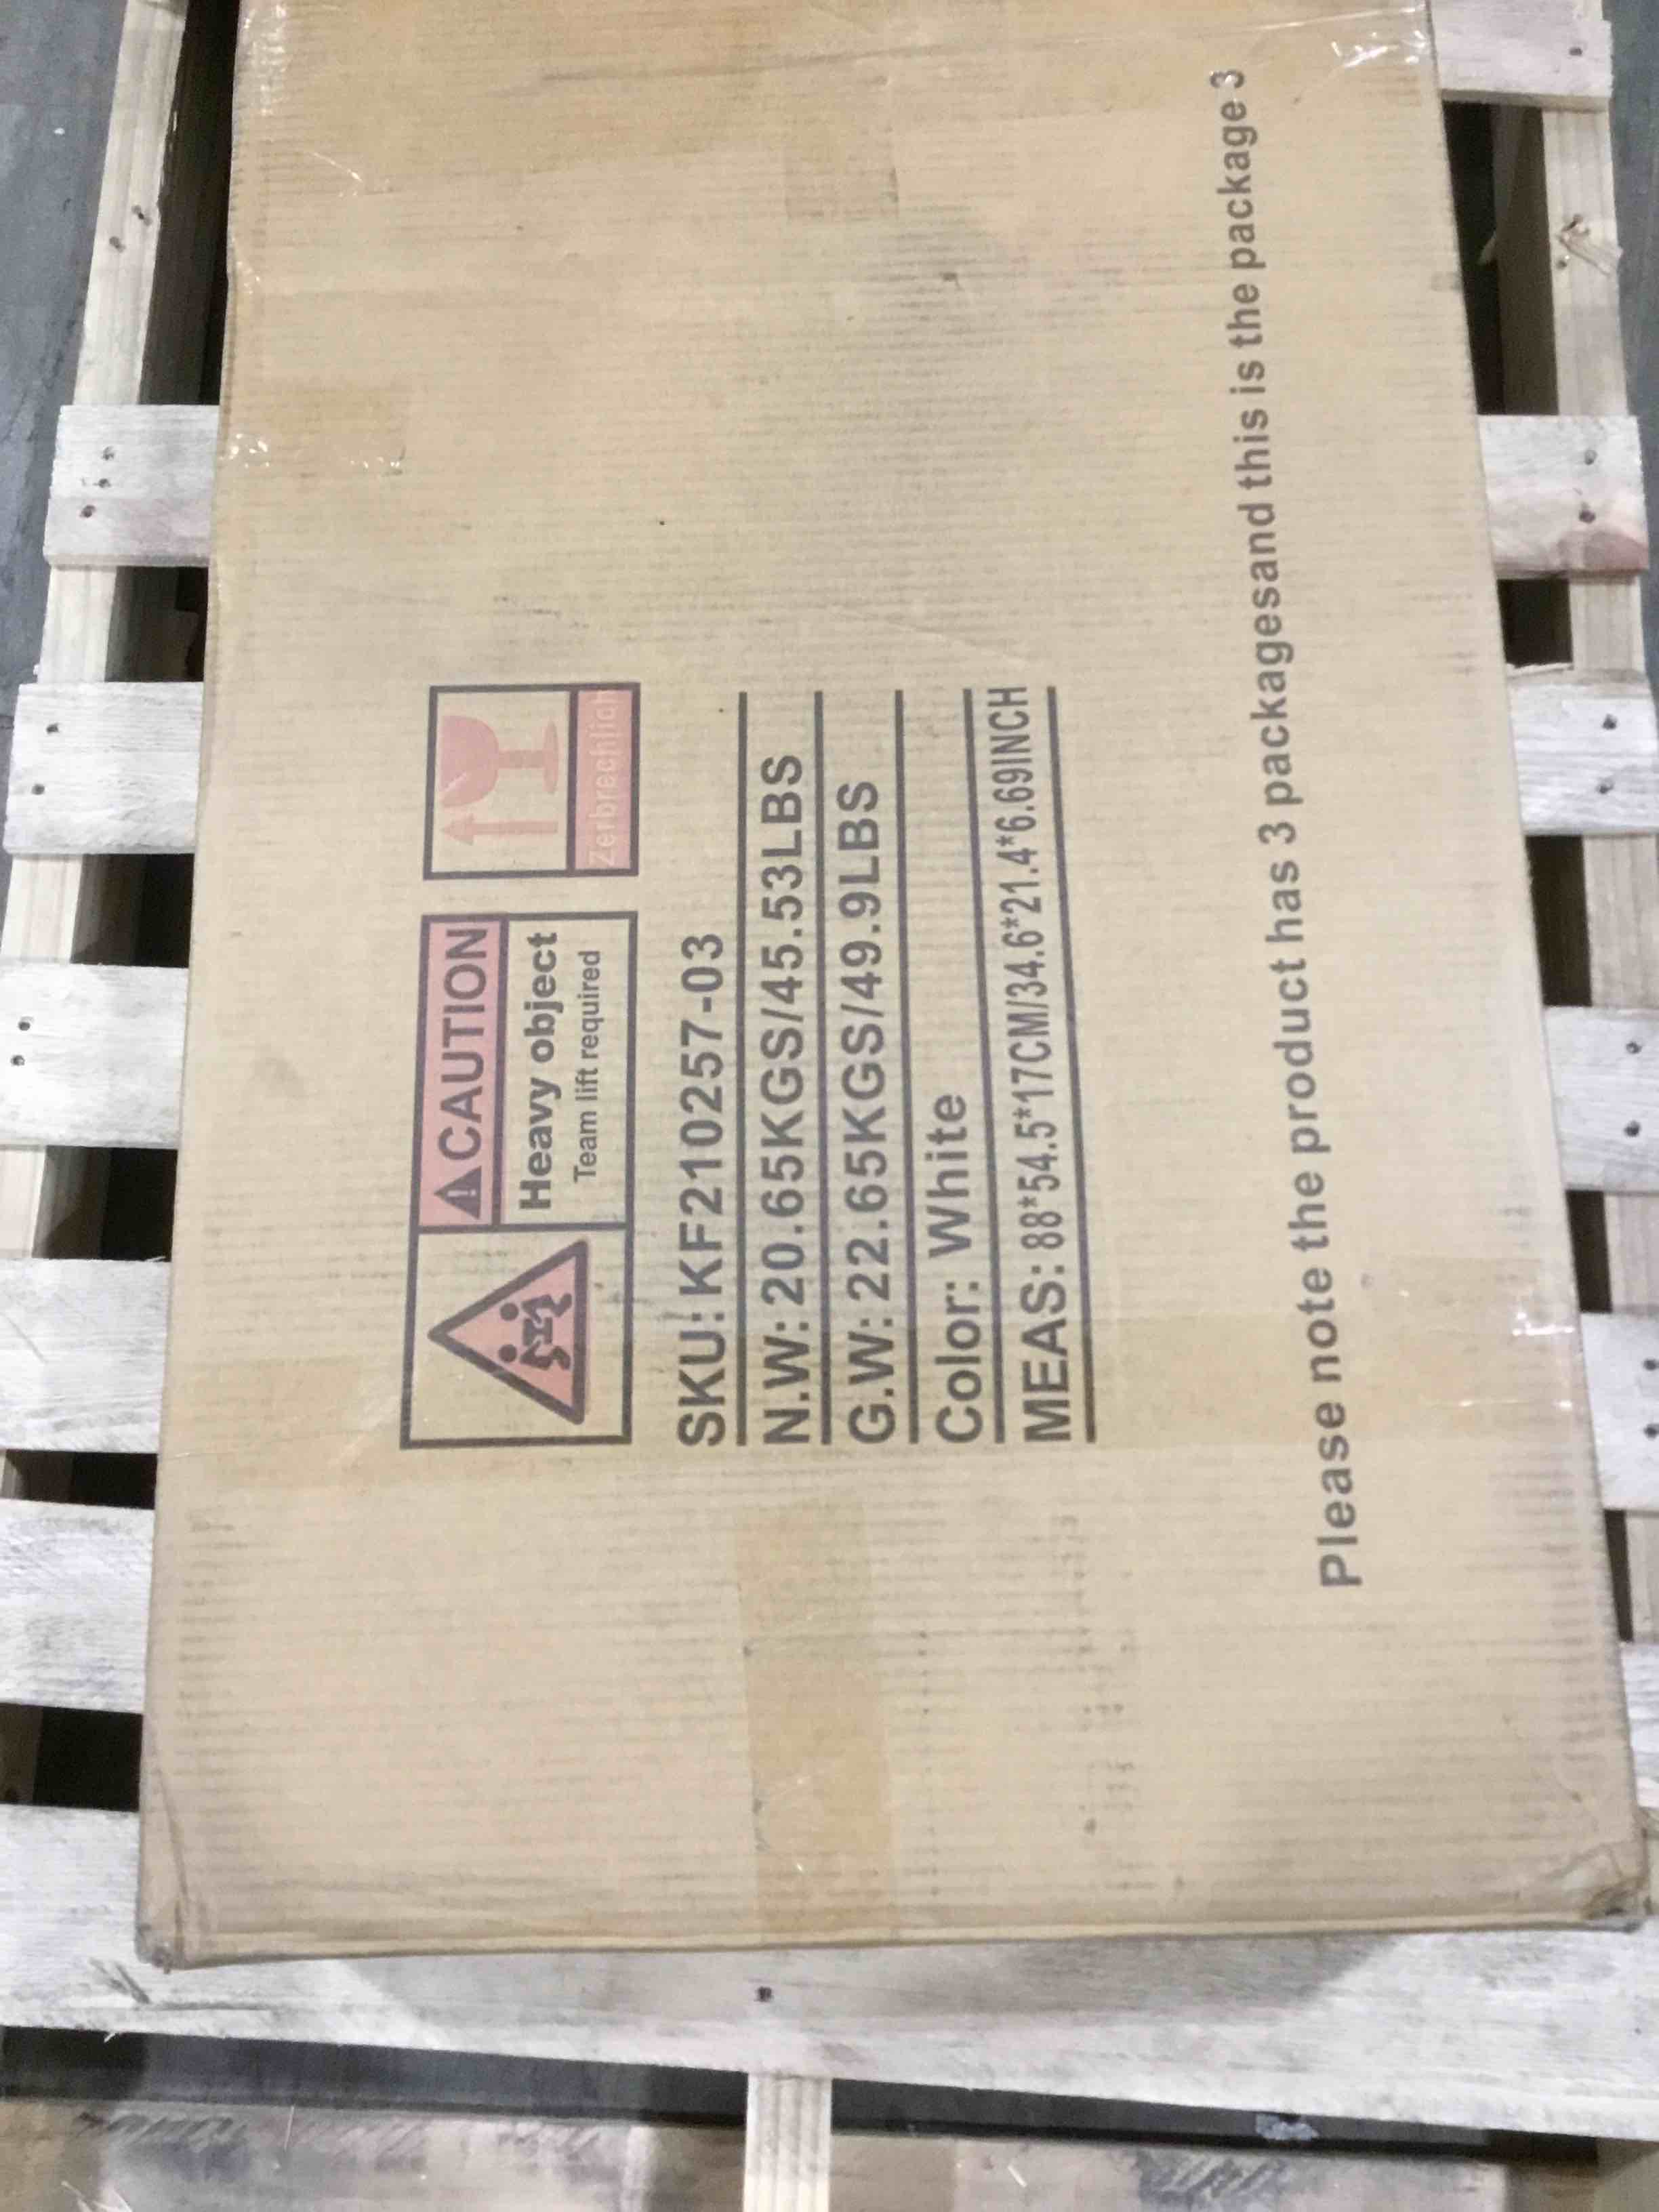 CAUTION
Heavy object
Team lift required
Zerbrechlich
SKU: KF210257-03
N.W: 20.65KGS/45.53LBS
G.W: 22.65KGS/49.9LBS
Color: White
MEAS: 88*54.5*17CM/34.6*21.4*6.69INCH
Please note the product has 3 packagesand this is the package 3